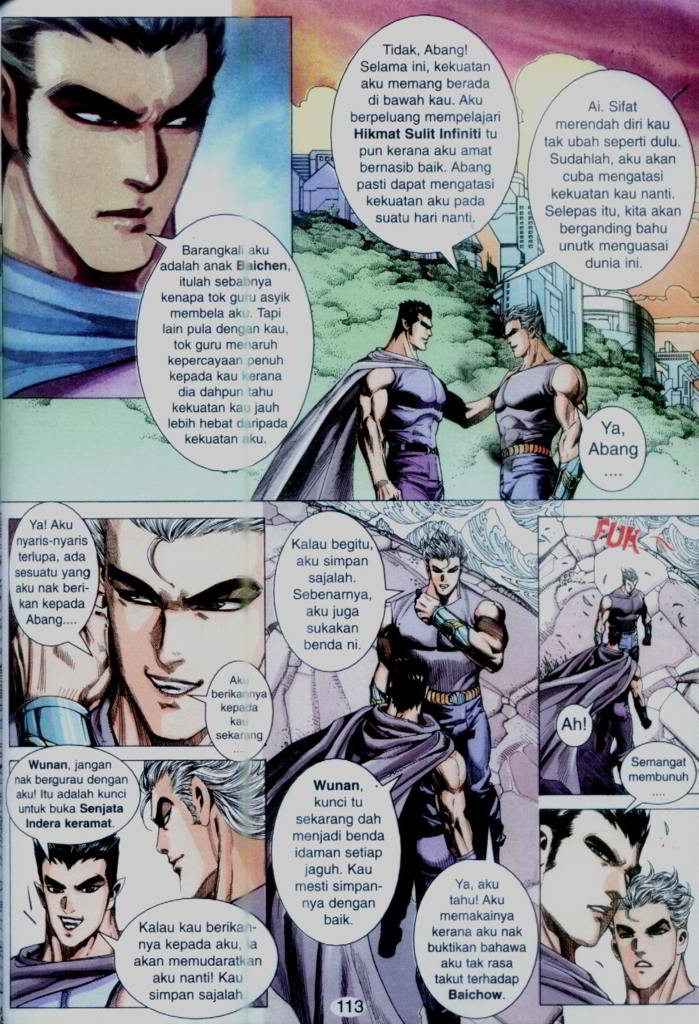 Tidak, Abang!
Selama ini, kekuatan
aku memang berada
di bawah kau. Aku
berpeluang mempelajari
Hikmat Sulit Infiniti tu
pun kerana aku amat
bernasib baik. Abang
pasti dapat mengatasi
kekuatan aku pada
suatu hari nanti.
Ai. Sifat
merendah diri kau
tak ubah seperti dulu.
Sudahlah, aku akan
cuba mengatasi
kekuatan kau nanti.
Selepas itu, kita akan
berganding bahu
unutk menguasai
dunia ini.
Barangkali aku
adalah anak Baichen,
itulah sebabnya
kenapa tok guru asyik
membela aku. Tapi
lain pula dengan kau,
tok guru menaruh
kepercayaan penuh
kepada kau kerana
dia dahpun tahu
kekuatan kau jauh
lebih hebat daripada
kekuatan aku.
Ya,
Abang
....
Ya! Aku
nyaris-nyaris
terlupa, ada
sesuatu yang
aku nak beri-
kan kepada
Abang....
Aku
berikannya
kepada
kau
sekarang
....
Kalau begitu,
aku simpan
sajalah.
Sebenarnya,
aku juga
sukakan
benda ni.
FUK
Ah!
Semangat
membunuh
....
Wunan, jangan
nak bergurau dengan
aku! Itu adalah kunci
untuk buka Senjata
Indera keramat.
Kalau kau berikan-
nya kepada aku, ia
akan memudaratkan
aku nanti! Kau
simpan sajalah.
Wunan,
kunci tu
sekarang dah
menjadi benda
idaman setiap
jaguh. Kau
mesti simpan-
nya dengan
baik.
Ya, aku
tahu! Aku
memakainya
kerana aku nak
buktikan bahawa
aku tak rasa
takut terhadap
Baichow.
113